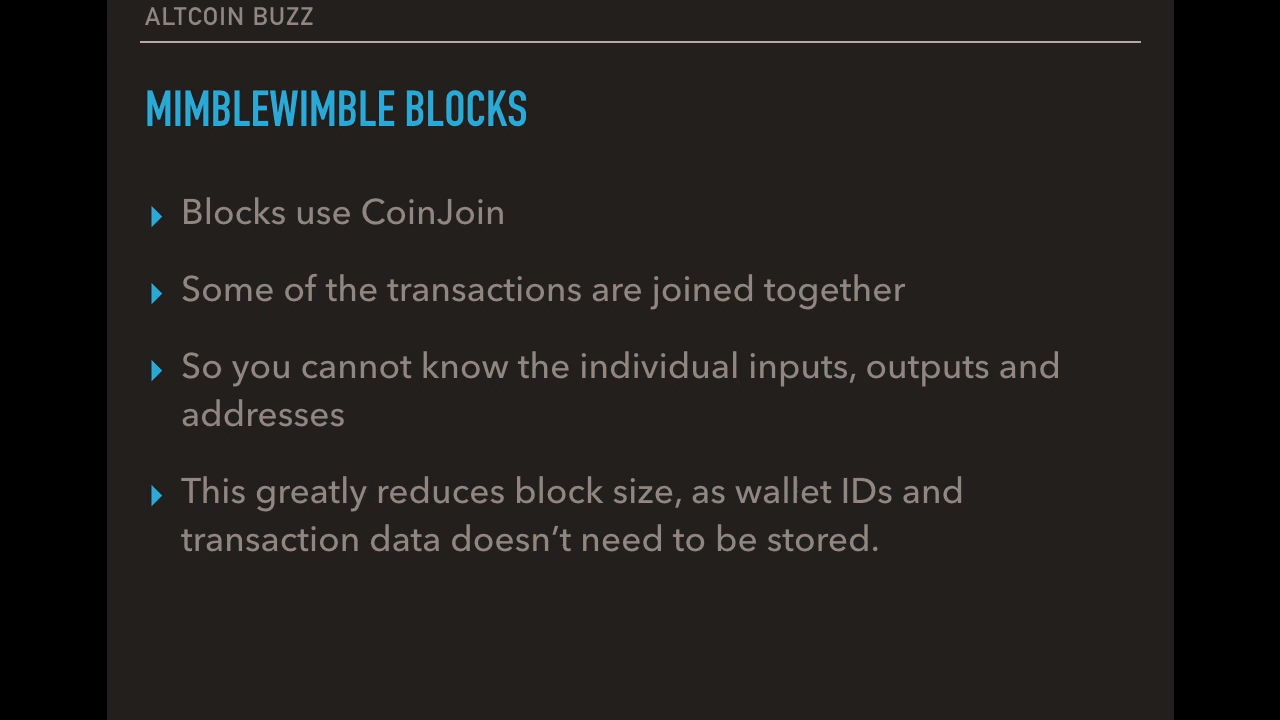 ALTCOIN BUZZ
MIMBLEWIMBLE BLOCKS
Blocks use CoinJoin
Some of the transactions are joined together
So you cannot know the individual inputs, outputs and
addresses
This greatly reduces block size, as wallet IDs and
transaction data doesn’t need to be stored.